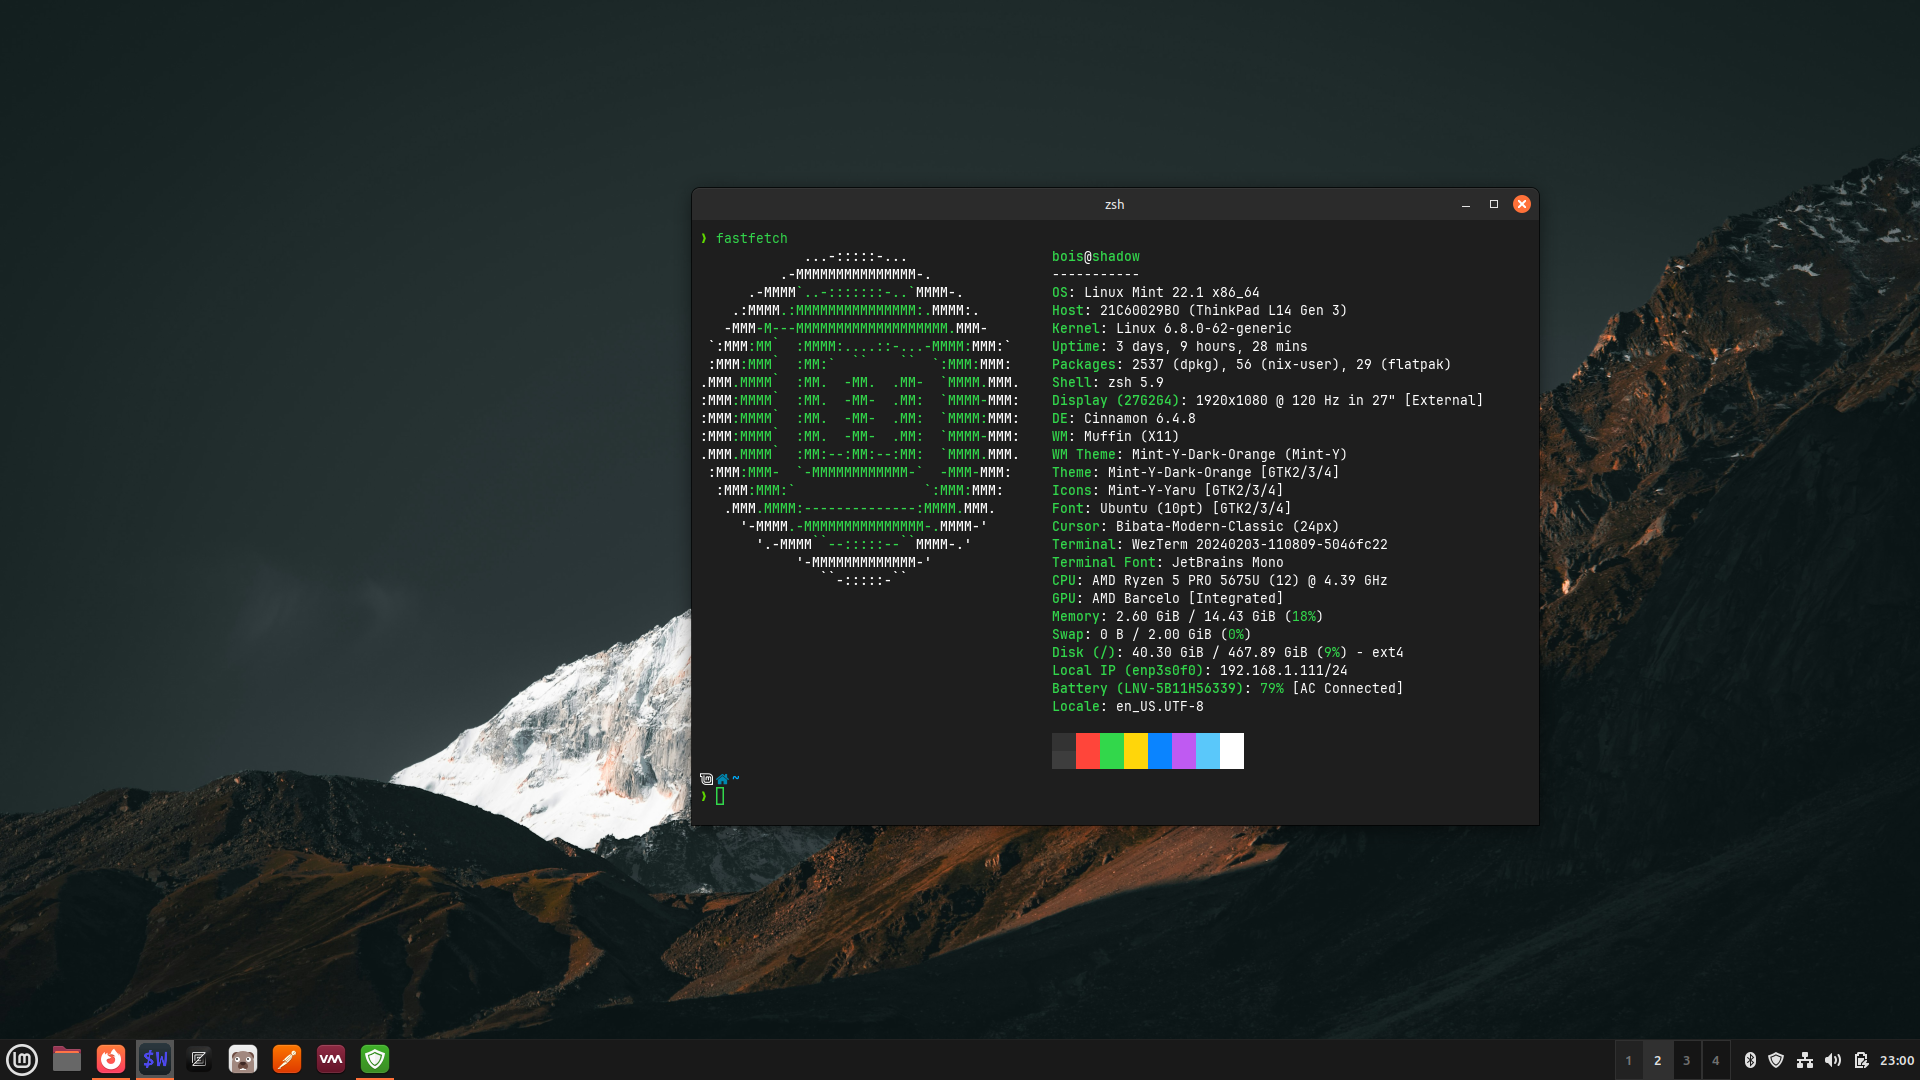 zsh
❯ fastfetch
...-:::::-...
.-MMMMMMMMMMMMMMM-.
.-MMMM`..-:::::::-..`MMMM-.
.:MMMM.:MMMMMMMMMMMMMMM:.MMMM:.
-MMM-M---MMMMMMMMMMMMMMMMMMM.MMM-
`:MMM:MM`  :MMMM:....::-...-MMMM:MMM:`
:MMM:MMM`  :MM:`  ``    ``  `:MMM:MMM:
.MMM.MMMM`  :MM.  -MM.  .MM-  `MMMM.MMM.
:MMM:MMMM`  :MM.  -MM-  .MM:  `MMMM-MMM:
:MMM:MMMM`  :MM.  -MM-  .MM:  `MMMM:MMM:
:MMM:MMMM`  :MM.  -MM-  .MM:  `MMMM-MMM:
.MMM.MMMM`  :MM:--:MM:--:MM:  `MMMM.MMM.
:MMM:MMM-  `-MMMMMMMMMMMM-`  -MMM-MMM:
:MMM:MMM:`                `:MMM:MMM:
.MMM.MMMM:--------------:MMMM.MMM.
'-MMMM.-MMMMMMMMMMMMMMM-.MMMM-'
'.-MMMM``--:::::--``MMMM-.'
'-MMMMMMMMMMMMM-'
``-:::::-``
bois@shadow
-----------
OS: Linux Mint 22.1 x86_64
Host: 21C60029BO (ThinkPad L14 Gen 3)
Kernel: Linux 6.8.0-62-generic
Uptime: 3 days, 9 hours, 28 mins
Packages: 2537 (dpkg), 56 (nix-user), 29 (flatpak)
Shell: zsh 5.9
Display (27G2G4): 1920x1080 @ 120 Hz in 27" [External]
DE: Cinnamon 6.4.8
WM: Muffin (X11)
WM Theme: Mint-Y-Dark-Orange (Mint-Y)
Theme: Mint-Y-Dark-Orange [GTK2/3/4]
Icons: Mint-Y-Yaru [GTK2/3/4]
Font: Ubuntu (10pt) [GTK2/3/4]
Cursor: Bibata-Modern-Classic (24px)
Terminal: WezTerm 20240203-110809-5046fc22
Terminal Font: JetBrains Mono
CPU: AMD Ryzen 5 PRO 5675U (12) @ 4.39 GHz
GPU: AMD Barcelo [Integrated]
Memory: 2.60 GiB / 14.43 GiB (18%)
Swap: 0 B / 2.00 GiB (0%)
Disk (/): 40.30 GiB / 467.89 GiB (9%) - ext4
Local IP (enp3s0f0): 192.168.1.111/24
Battery (LNV-5B11H56339): 79% [AC Connected]
Locale: en_US.UTF-8
~
❯
$W
VM
1 2 3 4
23:00